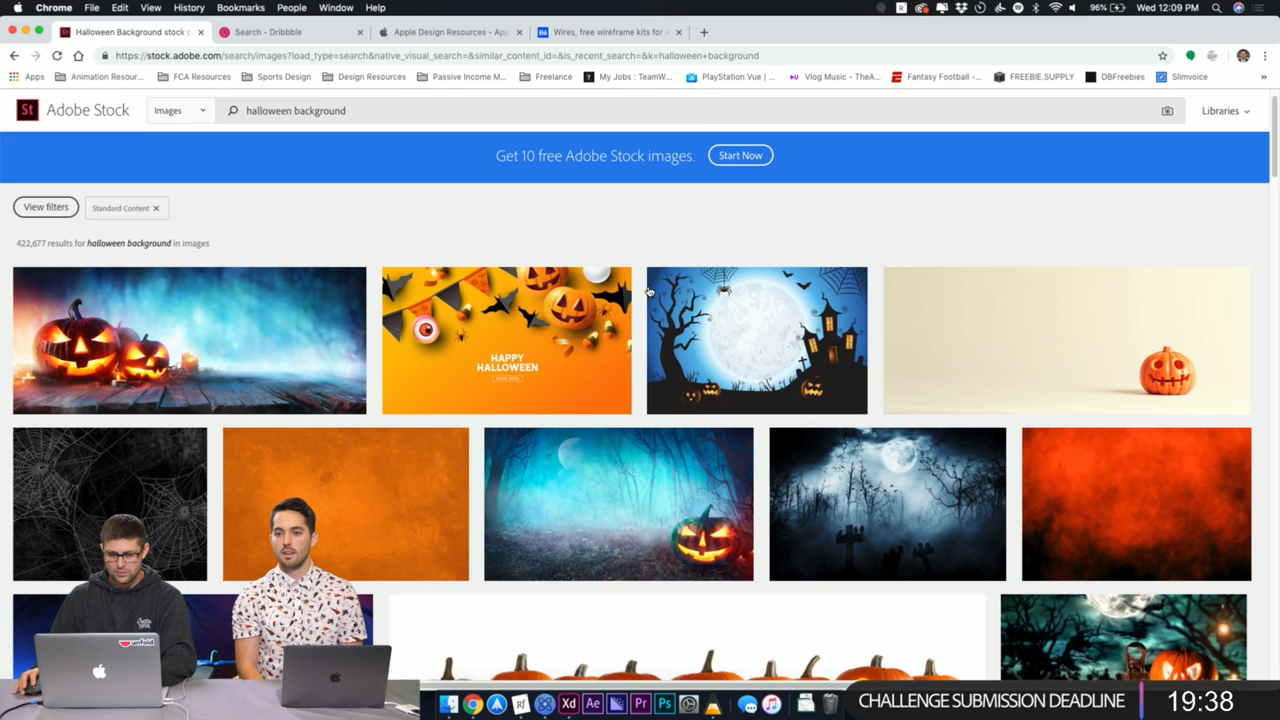 Chrome File Edit View History Bookmarks People Window Help 96% Wed 12:09 PM
Halloween Background stock p Search - Dribbble Apple Design Resources - App Wires, free wireframe kits for A
https://stock.adobe.com/search/images?load_type=search&native_visual_search=&similar_content_id=&is_recent_search=&k=halloween+background
Apps Animation Resour... FCA Resources Sports Design Design Resources Passive Income M... Freelance My Jobs : TeamW... PlayStation Vue |... Vlog Music - TheA... Fantasy Football -... FREEBIE.SUPPLY DBFreebies Slimvoice »
St Adobe Stock Images halloween background Libraries
Get 10 free Adobe Stock images. Start Now
View filters Standard Content ×
422,677 results for halloween background in images
HAPPY
HALLOWEEN
unfold
Xd Ae Pr Ps
CHALLENGE SUBMISSION DEADLINE 19:38